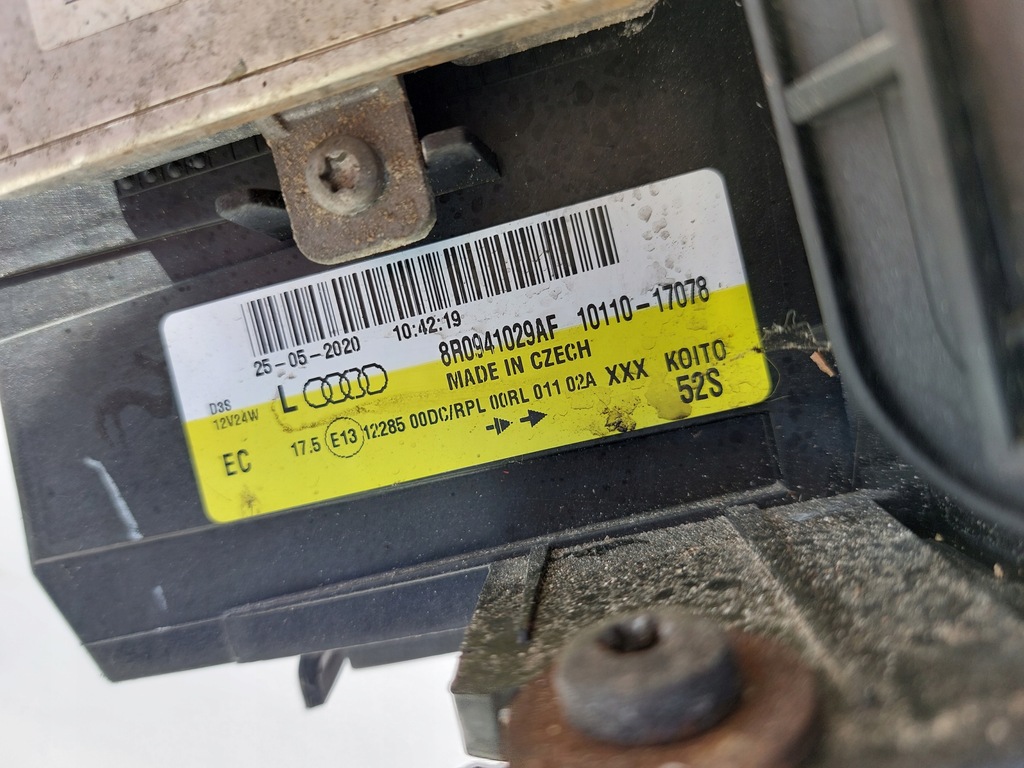 25-05-2020 10:42:19
8R0941029AF 10110-17078
MADE IN CZECH
D3S
12V24W
L
17.5 E13 12285 00DC/RPL 00RL 011 02A XXX KOITO
EC
52S